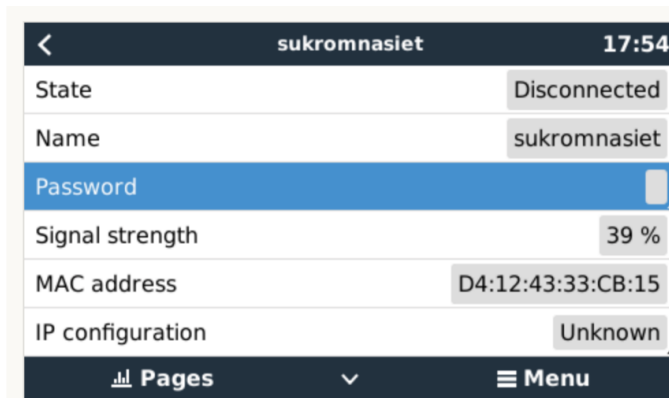 sukromnasiet 17:54
State Disconnected
Name sukromnasiet
Password
Signal strength 39 %
MAC address D4:12:43:33:CB:15
IP configuration Unknown
Pages Menu